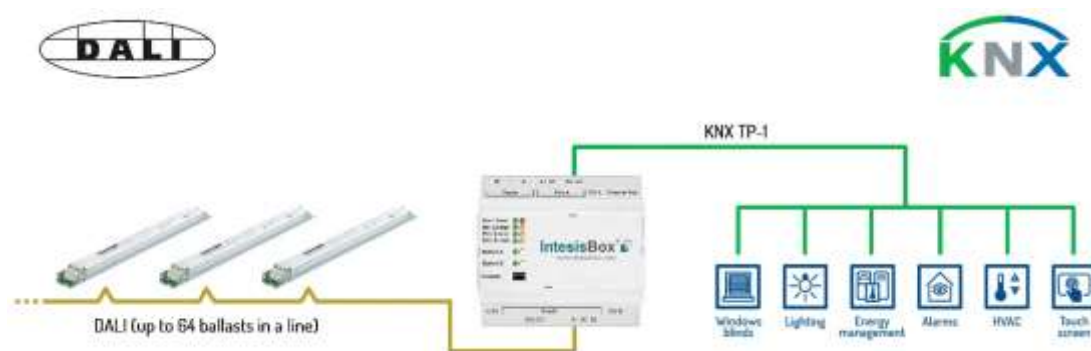 DALI
KNX
KNX TP-1
IntesisBox
DALI (up to 64 ballasts in a line)
Windows
blinds
Lighting
Energy
management
Alarms
HVAC
Touch
screen